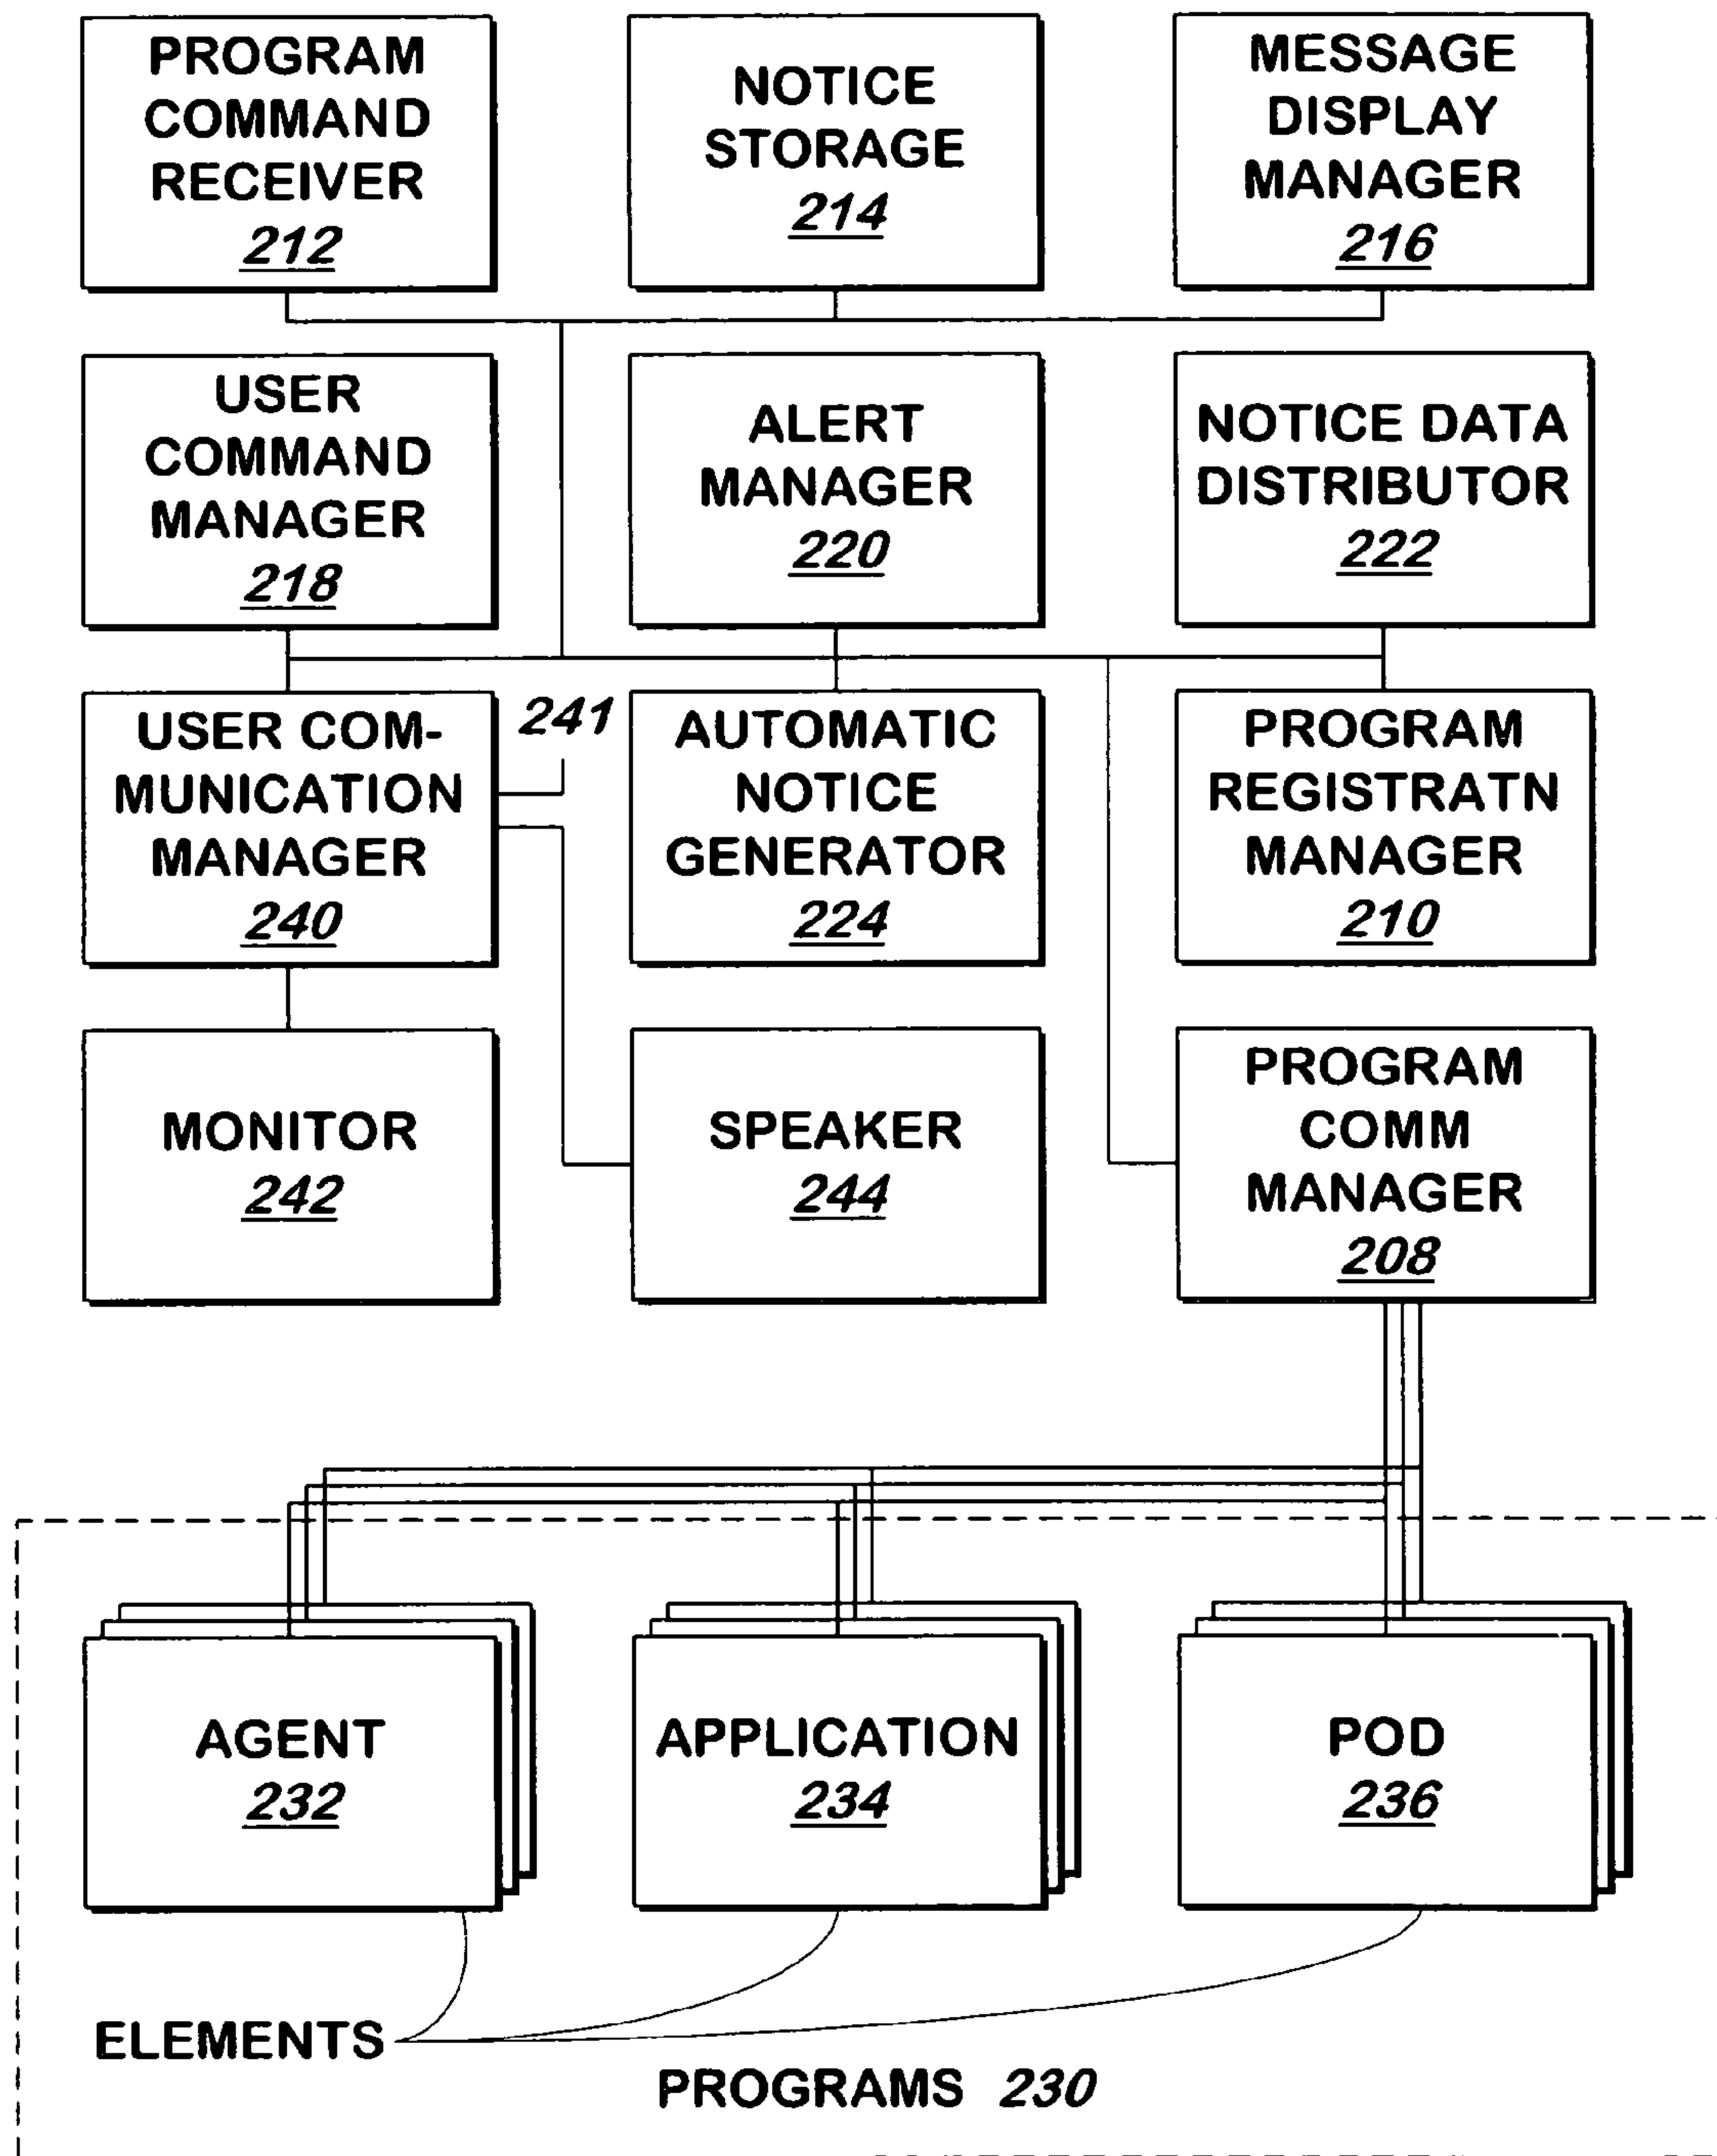 PROGRAM
COMMAND
RECEIVER
212
NOTICE
STORAGE
214
MESSAGE
DISPLAY
MANAGER
216
USER
COMMAND
MANAGER
218
ALERT
MANAGER
220
NOTICE DATA
DISTRIBUTOR
222
USER COM-
MUNICATION
MANAGER
240
241
AUTOMATIC
NOTICE
GENERATOR
224
PROGRAM
REGISTRATN
MANAGER
210
MONITOR
242
SPEAKER
244
PROGRAM
COMM
MANAGER
208
AGENT
232
APPLICATION
234
POD
236
ELEMENTS
PROGRAMS 230